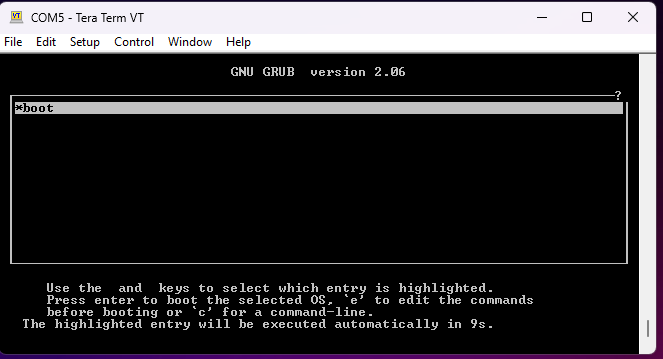 VT
COM5 - Tera Term VT
File Edit Setup Control Window Help
GNU GRUB version 2.06
?
*boot
Use the and keys to select which entry is highlighted.
Press enter to boot the selected OS, `e' to edit the commands
before booting or `c' for a command-line.
The highlighted entry will be executed automatically in 9s.